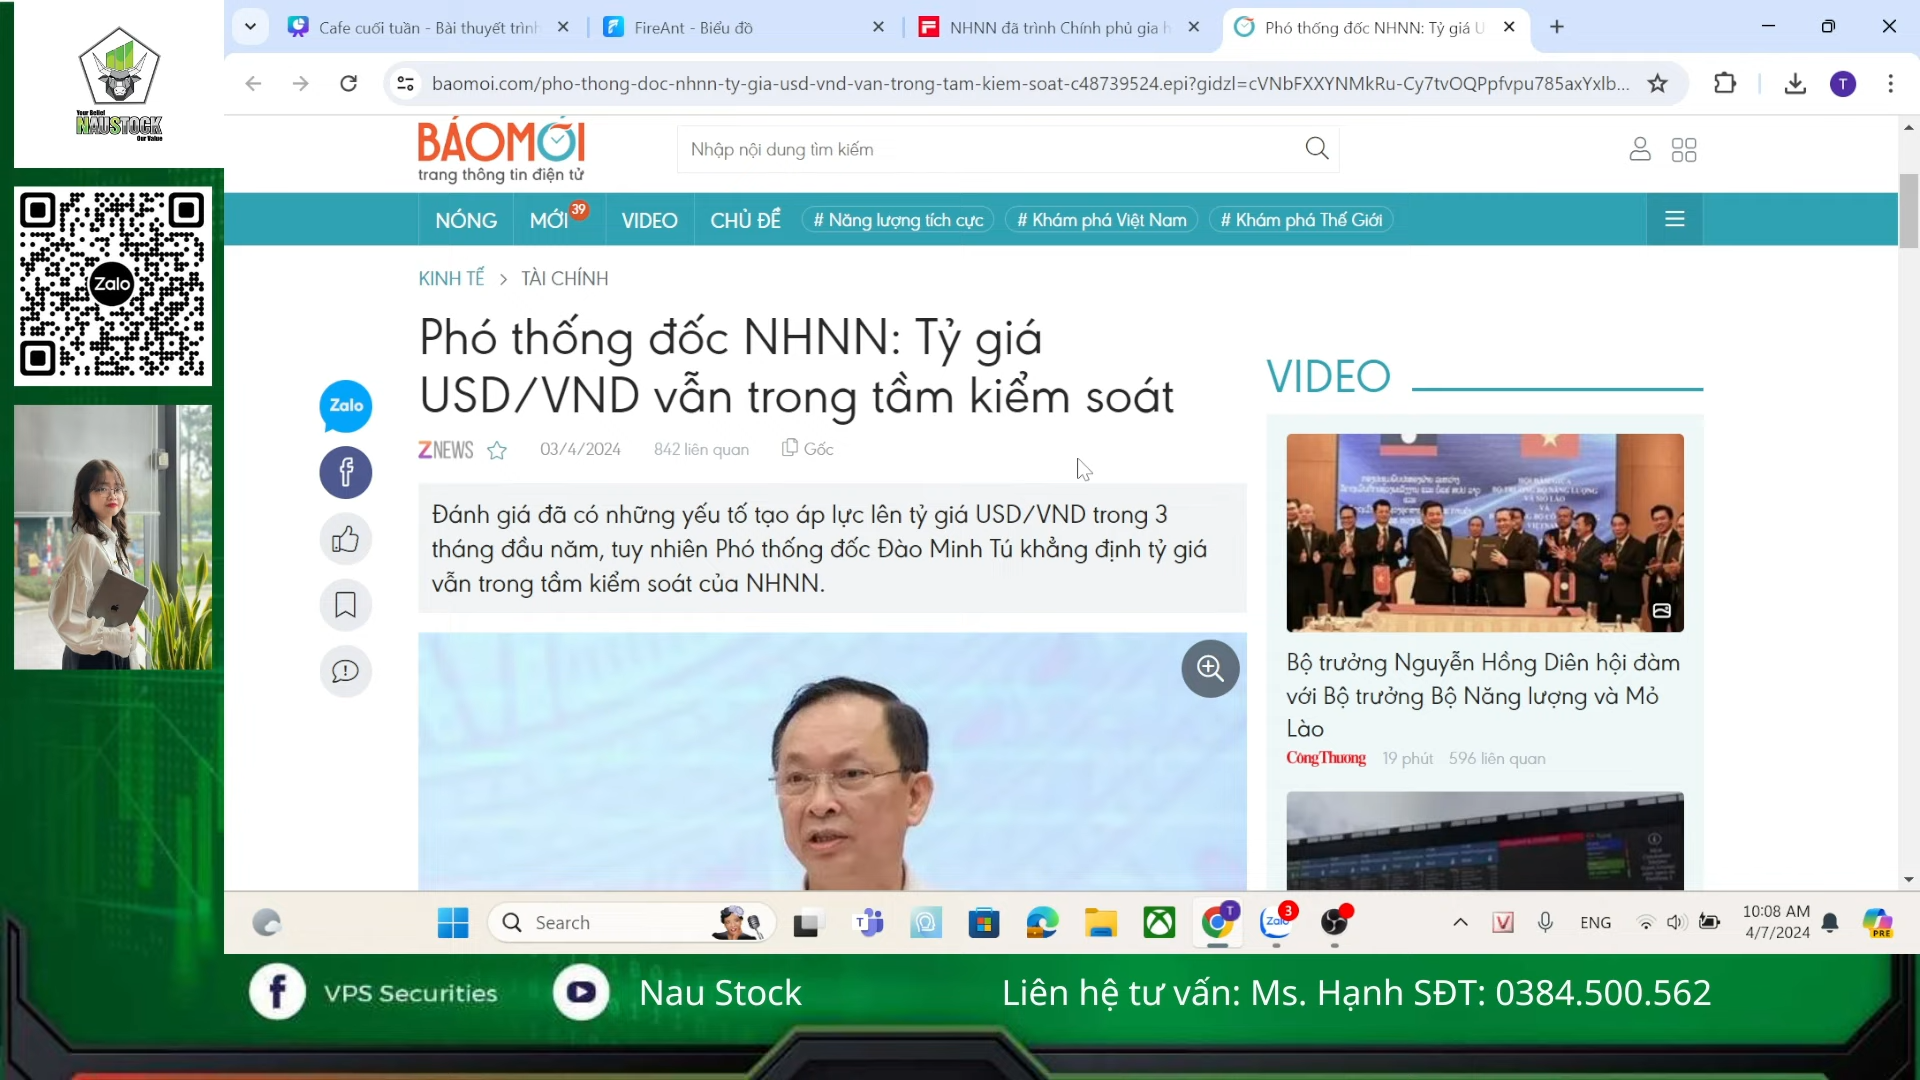 Your Belief
NAUSTOCK
Our Value
Zalo
Cafe cuối tuần - Bài thuyết trình
FireAnt - Biểu đồ
NHNN đã trình Chính phủ gia h
Phó thống đốc NHNN: Tỷ giá U
baomoi.com/pho-thong-doc-nhnn-ty-gia-usd-vnd-van-trong-tam-kiem-soat-c48739524.epi?gidzl=cVNbFXXYNMkRu-Cy7tvOQPpfvpu785axYxlb...
T
BÁOMỚI
trang thông tin điện tử
Nhập nội dung tìm kiếm
NÓNG
MỚI
39
VIDEO
CHỦ ĐỀ
# Năng lượng tích cực
# Khám phá Việt Nam
# Khám phá Thế Giới
KINH TẾ > TÀI CHÍNH
Phó thống đốc NHNN: Tỷ giá
USD/VND vẫn trong tầm kiểm soát
ZNEWS
03/4/2024
842 liên quan
Gốc
Zalo
Đánh giá đã có những yếu tố tạo áp lực lên tỷ giá USD/VND trong 3
tháng đầu năm, tuy nhiên Phó thống đốc Đào Minh Tú khẳng định tỷ giá
vẫn trong tầm kiểm soát của NHNN.
VIDEO
Bộ trưởng Nguyễn Hồng Diên hội đàm
với Bộ trưởng Bộ Năng lượng và Mỏ
Lào
CôngThương
19 phút
596 liên quan
Search
T
Zalo
3
ENG
10:08 AM
4/7/2024
PRE
VPS Securities
Nau Stock
Liên hệ tư vấn: Ms. Hạnh SĐT: 0384.500.562